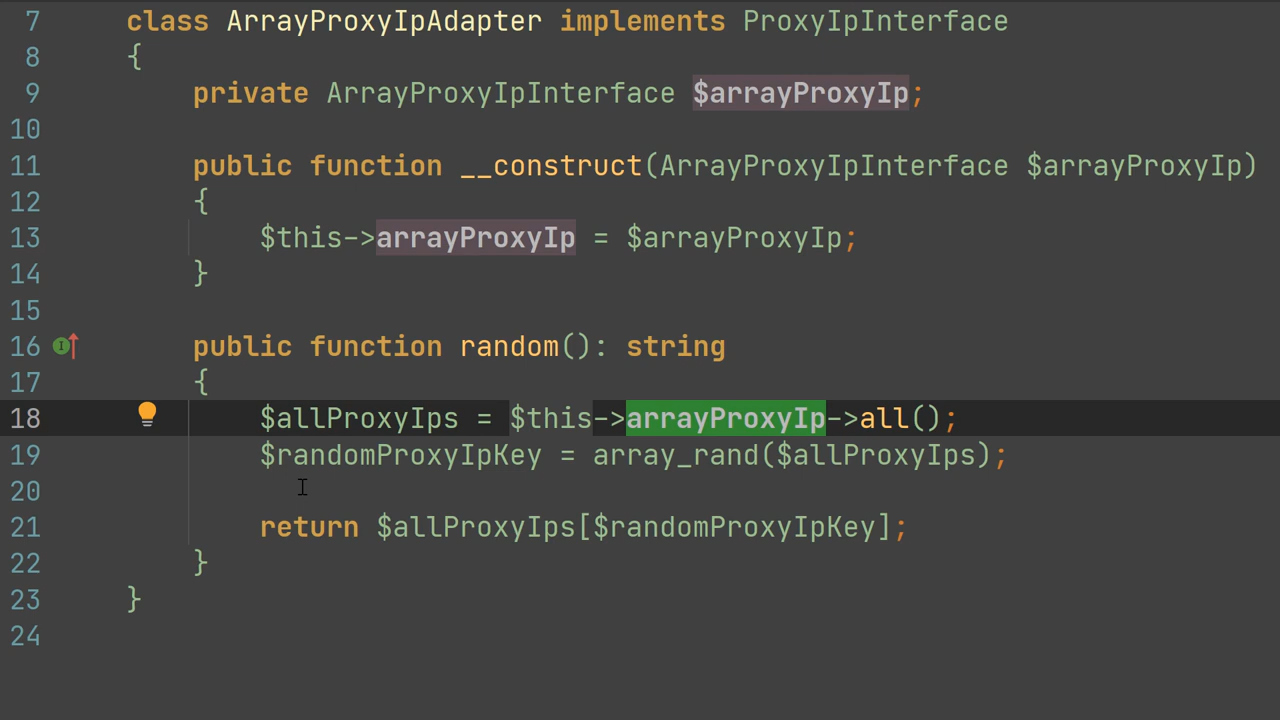 7 class ArrayProxyIpAdapter implements ProxyIpInterface
8 {
9 private ArrayProxyIpInterface $arrayProxyIp;
10
11 public function __construct(ArrayProxyIpInterface $arrayProxyIp)
12 {
13 $this->arrayProxyIp = $arrayProxyIp;
14 }
15
16 public function random(): string
17 {
18 $allProxyIps = $this->arrayProxyIp->all();
19 $randomProxyIpKey = array_rand($allProxyIps);
20
21 return $allProxyIps[$randomProxyIpKey];
22 }
23 }
24